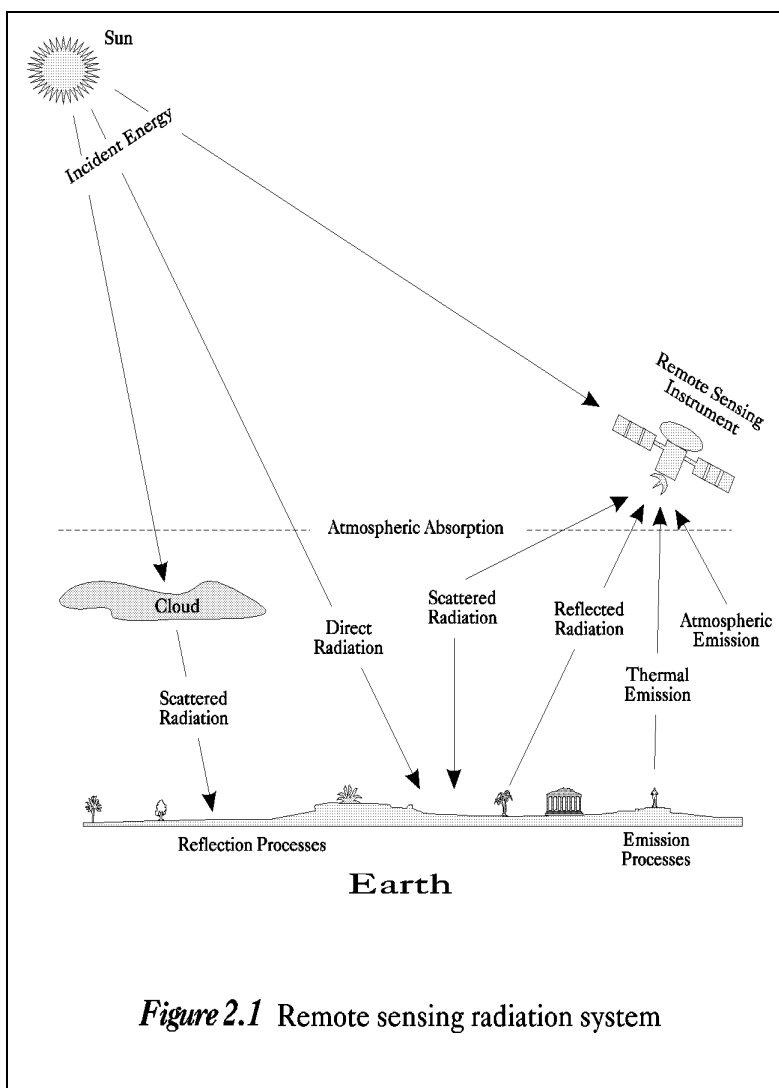 Sun
Incident Energy
Remote Sensing
Instrument
Atmospheric Absorption
Cloud
Scattered
Radiation
Direct
Radiation
Scattered
Radiation
Reflected
Radiation
Thermal
Emission
Atmospheric
Emission
Reflection Processes
Emission
Processes
Earth
Figure 2.1 Remote sensing radiation system